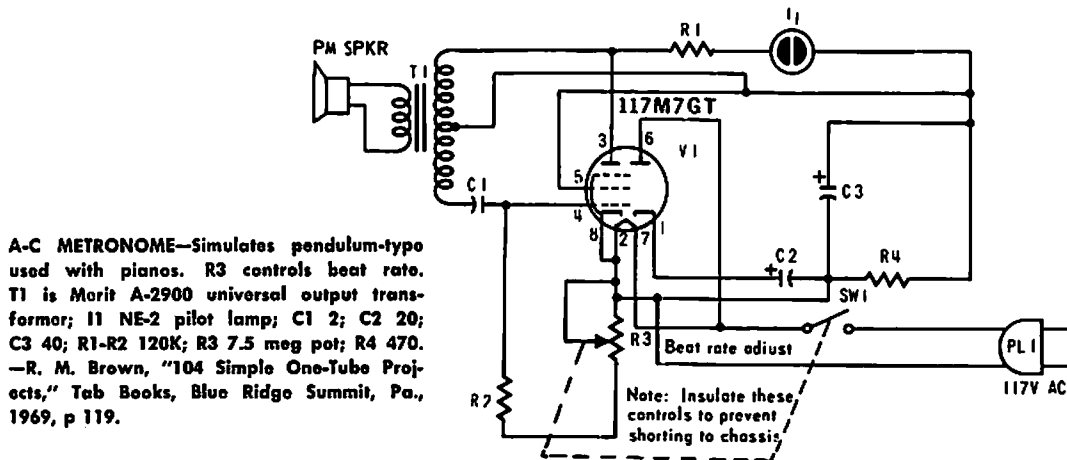 PM SPKR
T1
R1
I1
117M7GT
3
6
V1
5
4
8
2
7
1
C1
C3
C2
R4
SW1
R3
Beat rate adjust
R2
PL1
117V AC
Note: Insulate these
controls to prevent
shorting to chassis
A-C METRONOME—Simulates pendulum-type
used with pianos. R3 controls beat rate.
T1 is Merit A-2900 universal output trans-
former; I1 NE-2 pilot lamp; C1 2; C2 20;
C3 40; R1-R2 120K; R3 7.5 meg pot; R4 470.
—R. M. Brown, "104 Simple One-Tube Proj-
ects," Tab Books, Blue Ridge Summit, Pa.,
1969, p 119.